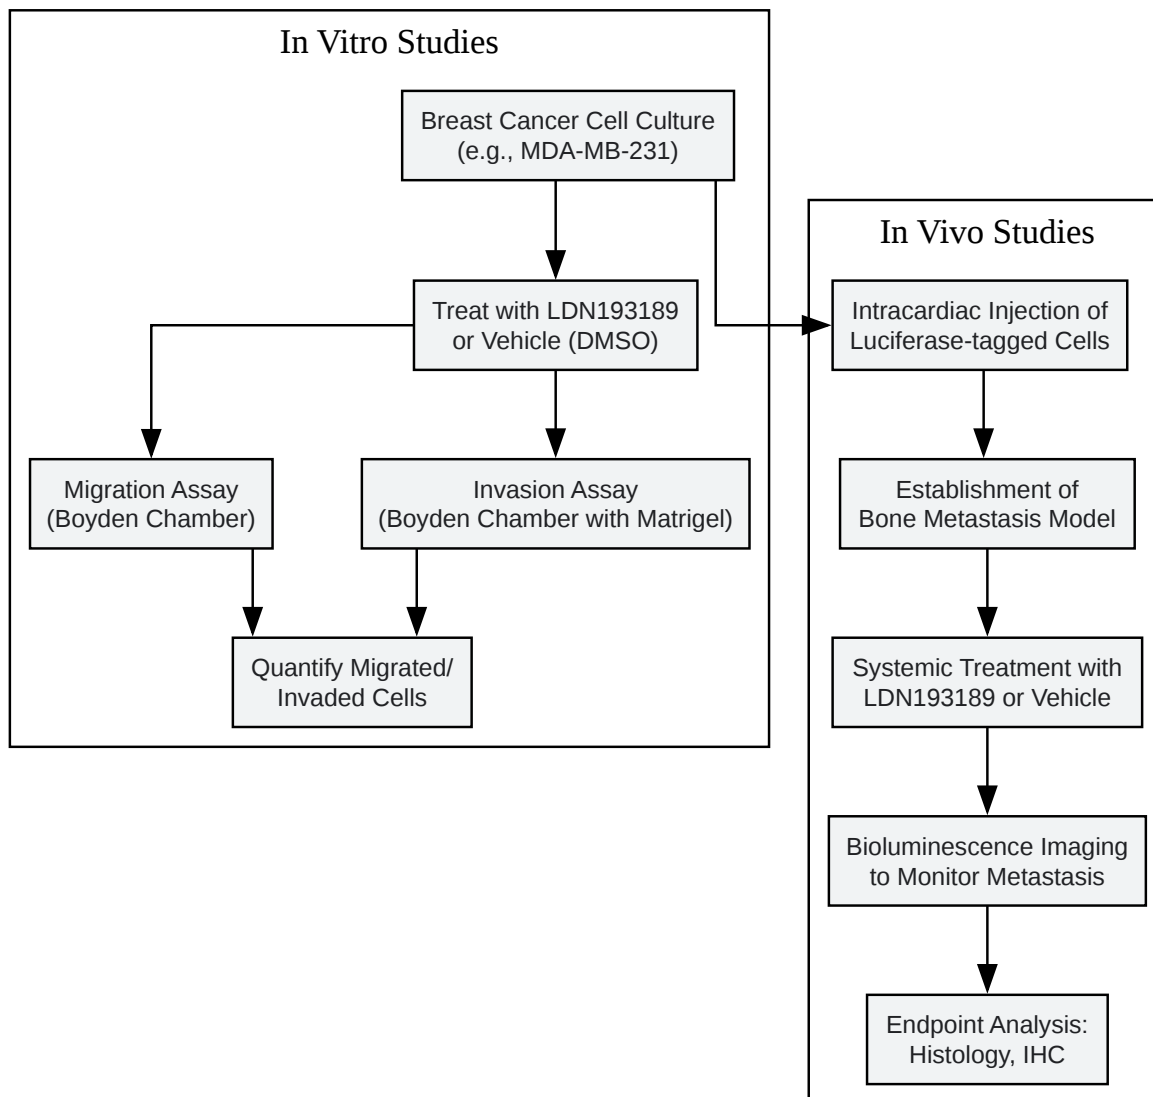 In Vitro Studies
Breast Cancer Cell Culture
(e.g., MDA-MB-231)
Treat with LDN193189
or Vehicle (DMSO)
Migration Assay
(Boyden Chamber)
Invasion Assay
(Boyden Chamber with Matrigel)
Quantify Migrated/
Invaded Cells
In Vivo Studies
Intracardiac Injection of
Luciferase-tagged Cells
Establishment of
Bone Metastasis Model
Systemic Treatment with
LDN193189 or Vehicle
Bioluminescence Imaging
to Monitor Metastasis
Endpoint Analysis:
Histology, IHC